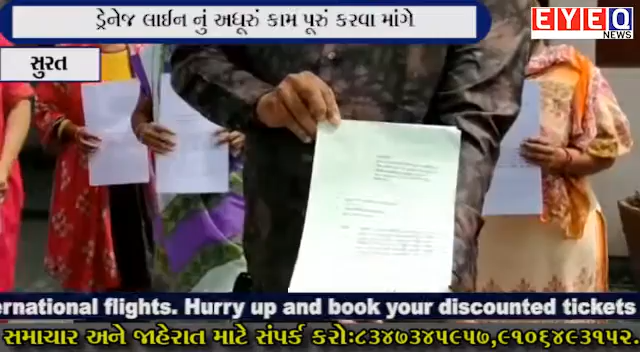 ડ્રેનેજ લાઈન નું અધૂરું કામ પૂરું કરવા માંગે
EYEQ
NEWS
સુરત
ernational flights. Hurry up and book your discounted tickets
સમાચાર અને જાહેરાત માટે સંપર્ક કરોઃ૮૩૪૭૩૪૫૯૫૭,૯૧૦૬૪૯૩૧૫૨.